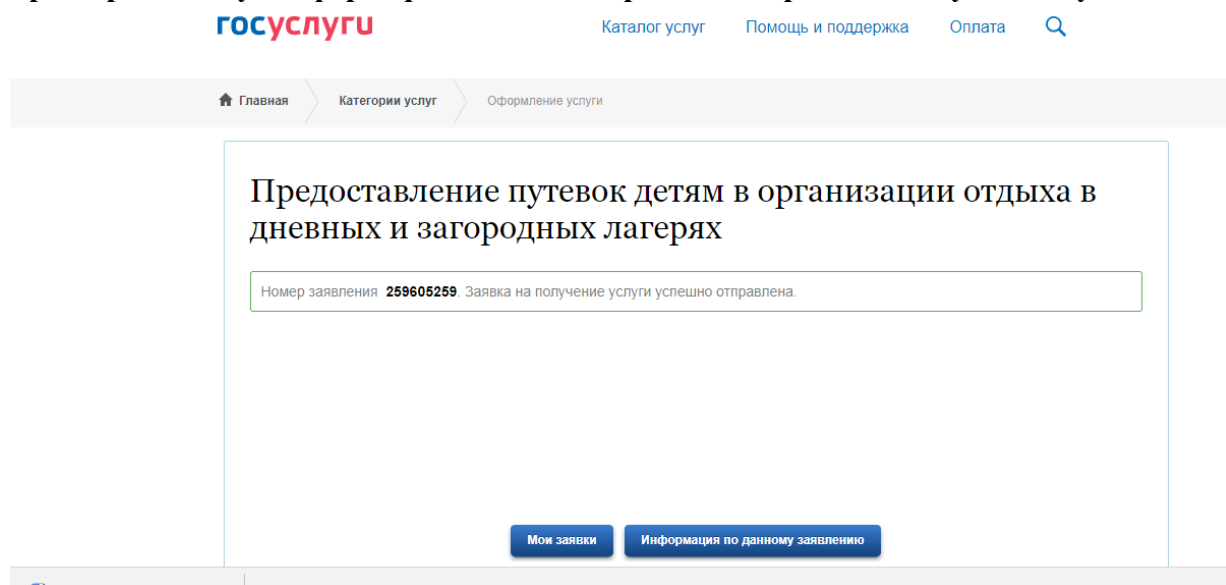 госуслуги Каталог услуг Помощь и поддержка Оплата
Главная Категории услуг Оформление услуги
Предоставление путевок детям в организации отдыха в
дневных и загородных лагерях
Номер заявления 259605259. Заявка на получение услуги успешно отправлена.
Мои заявки Информация по данному заявлению